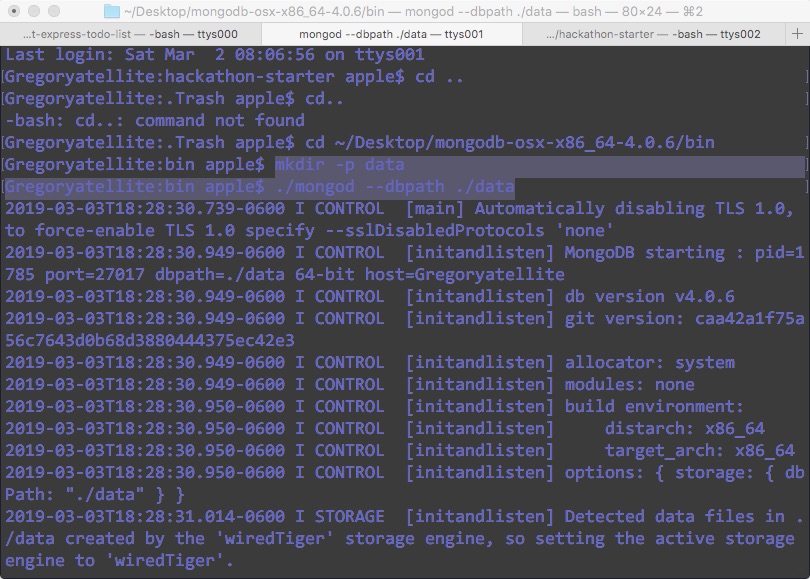 ~/Desktop/mongodb-osx-x86_64-4.0.6/bin — mongod --dbpath ./data — bash — 80×24 — ⌘2
...t-express-todo-list — -bash — ttys000
mongod --dbpath ./data — ttys001
.../hackathon-starter — -bash — ttys002
+
Last login: Sat Mar  2 08:06:56 on ttys001
[Gregoryatellite:hackathon-starter apple$ cd ..
[Gregoryatellite:.Trash apple$ cd..
-bash: cd..: command not found
[Gregoryatellite:.Trash apple$ cd ~/Desktop/mongodb-osx-x86_64-4.0.6/bin
[Gregoryatellite:bin apple$ mkdir -p data
[Gregoryatellite:bin apple$ ./mongod --dbpath ./data
2019-03-03T18:28:30.739-0600 I CONTROL  [main] Automatically disabling TLS 1.0,
to force-enable TLS 1.0 specify --sslDisabledProtocols 'none'
2019-03-03T18:28:30.949-0600 I CONTROL  [initandlisten] MongoDB starting : pid=1
785 port=27017 dbpath=./data 64-bit host=Gregoryatellite
2019-03-03T18:28:30.949-0600 I CONTROL  [initandlisten] db version v4.0.6
2019-03-03T18:28:30.949-0600 I CONTROL  [initandlisten] git version: caa42a1f75a
56c7643d0b68d3880444375ec42e3
2019-03-03T18:28:30.949-0600 I CONTROL  [initandlisten] allocator: system
2019-03-03T18:28:30.949-0600 I CONTROL  [initandlisten] modules: none
2019-03-03T18:28:30.950-0600 I CONTROL  [initandlisten] build environment:
2019-03-03T18:28:30.950-0600 I CONTROL  [initandlisten]     distarch: x86_64
2019-03-03T18:28:30.950-0600 I CONTROL  [initandlisten]     target_arch: x86_64
2019-03-03T18:28:30.950-0600 I CONTROL  [initandlisten] options: { storage: { db
Path: "./data" } }
2019-03-03T18:28:31.014-0600 I STORAGE  [initandlisten] Detected data files in .
/data created by the 'wiredTiger' storage engine, so setting the active storage
engine to 'wiredTiger'.